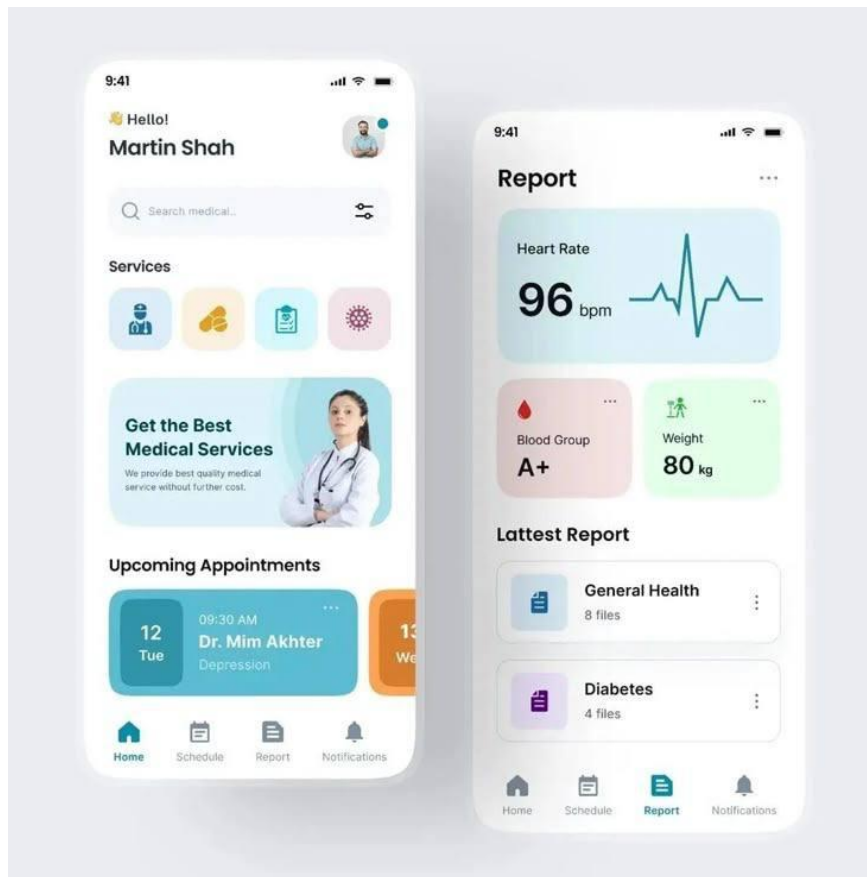 9:41
Hello!
Martin Shah
Search medical..
Services
Get the Best
Medical Services
We provide best quality medical
service without further cost.
Upcoming Appointments
12
Tue
09:30 AM
Dr. Mim Akhter
Depression
Home
Schedule
Report
Notifications
9:41
Report
Heart Rate
96 bpm
Blood Group
A+
Weight
80 kg
Lattest Report
General Health
8 files
Diabetes
4 files
Home
Schedule
Report
Notifications